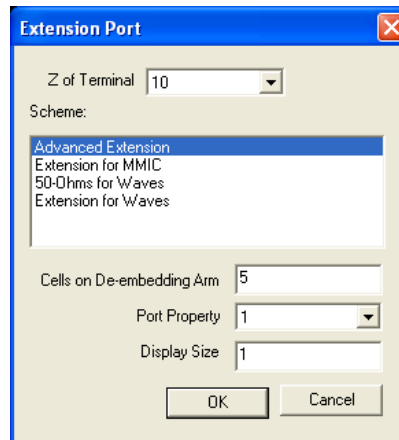 Extension Port
Z of Terminal 10
Scheme:
Advanced Extension
Extension for MMIC
50-Ohms for Waves
Extension for Waves
Cells on De-embedding Arm 5
Port Property 1
Display Size 1
OK Cancel